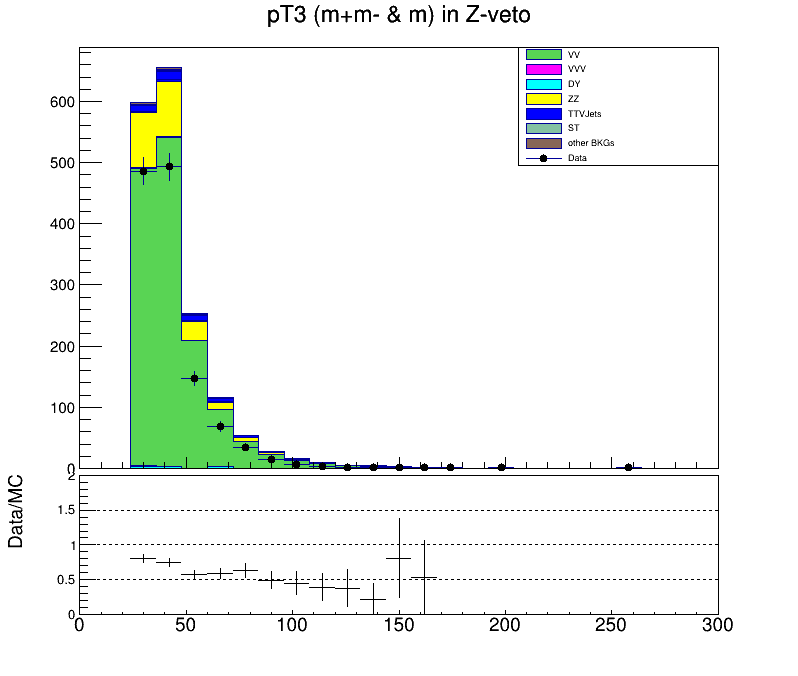 pT3 (m+m- & m) in Z-veto
VV
VVV
DY
ZZ
TTVJets
ST
other BKGs
Data
600
500
400
300
200
100
0
Data/MC
2
1.5
1
0.5
0
0 50 100 150 200 250 300